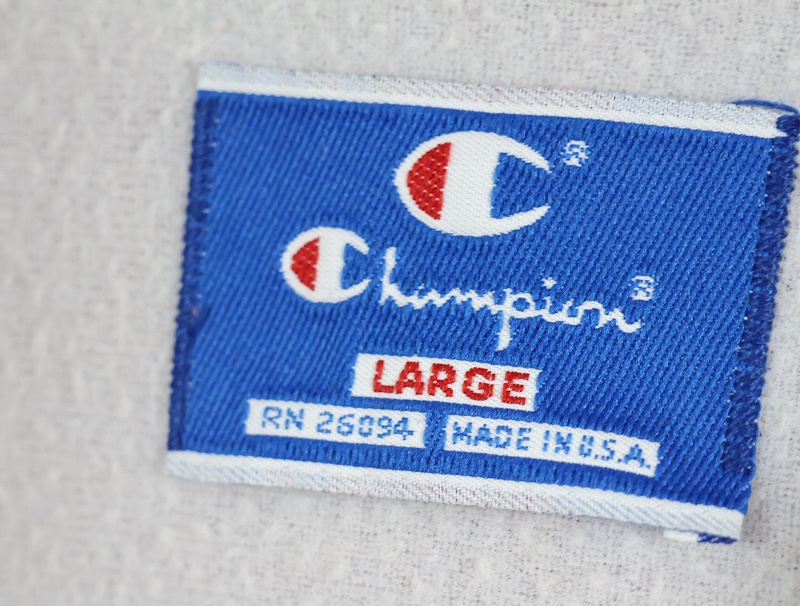 ®
Champion®
LARGE
RN 26094 MADE IN U.S.A.